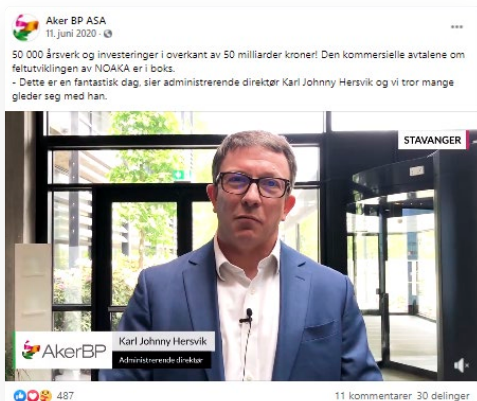 Aker BP ASA
11. juni 2020 ·
50 000 årsverk og investeringer i overkant av 50 milliarder kroner! Den kommersielle avtalene om
feltutviklingen av NOAKA er i boks.
- Dette er en fantastisk dag, sier administrerende direktør Karl Johnny Hersvik og vi tror mange
gleder seg med han.
STAVANGER
AkerBP
Karl Johnny Hersvik
Administrerende direktør
487
11 kommentarer 30 delinger